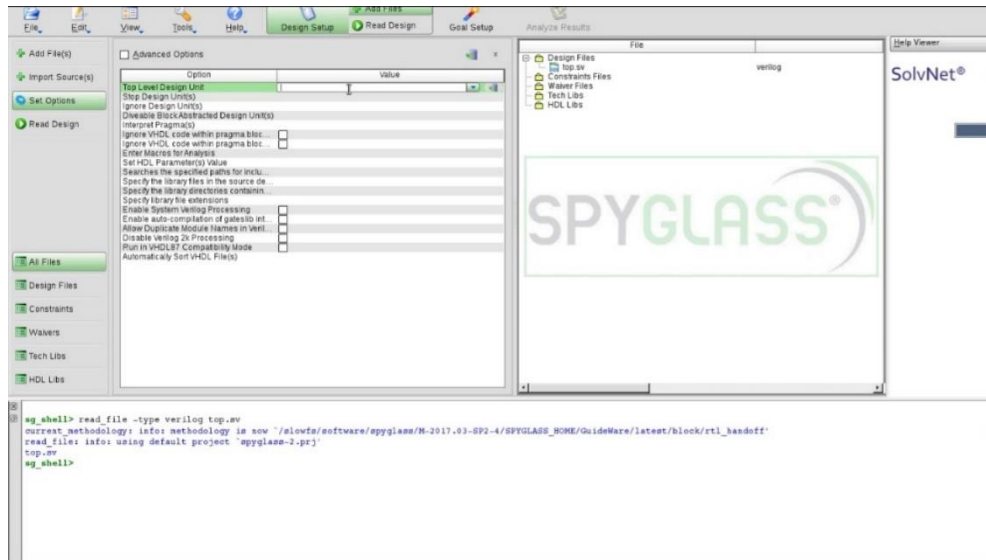 Add Files
File Edit View Tools Help Design Setup Read Design Goal Setup Analyze Results
Add File(s)
Import Source(s)
Set Options
Read Design
All Files
Design Files
Constraints
Waivers
Tech Libs
HDL Libs
Advanced Options
Option Value
Top Level Design Unit
Stop Design Unit(s)
Ignore Design Unit(s)
Diveable Block Abstracted Design Unit(s)
Interpret Pragma(s)
Ignore VHDL code within pragma bloc...
Ignore VHDL code within pragma bloc...
Enter Macros for Analysis
Set HDL Parameter(s) Value
Searches the specified paths for inclu...
Specify the library files in the source de...
Specify the library directories containin...
Specify library file extensions
Enable System Verilog Processing
Enable auto-compilation of gateslib int...
Allow Duplicate Module Names in Veril...
Disable Verilog 2k Processing
Run in VHDL87 Compatibility Mode
Automatically Sort VHDL File(s)
File
Design Files
top.sv verilog
Constraints Files
Waiver Files
Tech Libs
HDL Libs
SPYGLASS®
Help Viewer
SolvNet®
sg_shell> read_file -type verilog top.sv
current_methodology: info: methodology is now `/slowfs/software/spyglass/M-2017.03-SP2-4/SPYGLASS_HOME/GuideWare/latest/block/rtl_handoff'
read_file: info: using default project `spyglass-2.prj'
top.sv
sg_shell>